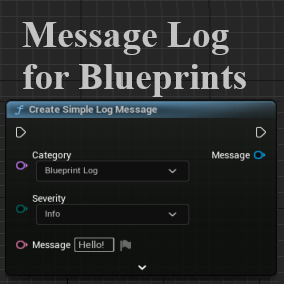 Message Log
for Blueprints
f Create Simple Log Message
Category
Message
Blueprint Log
Severity
Info
Message Hello!